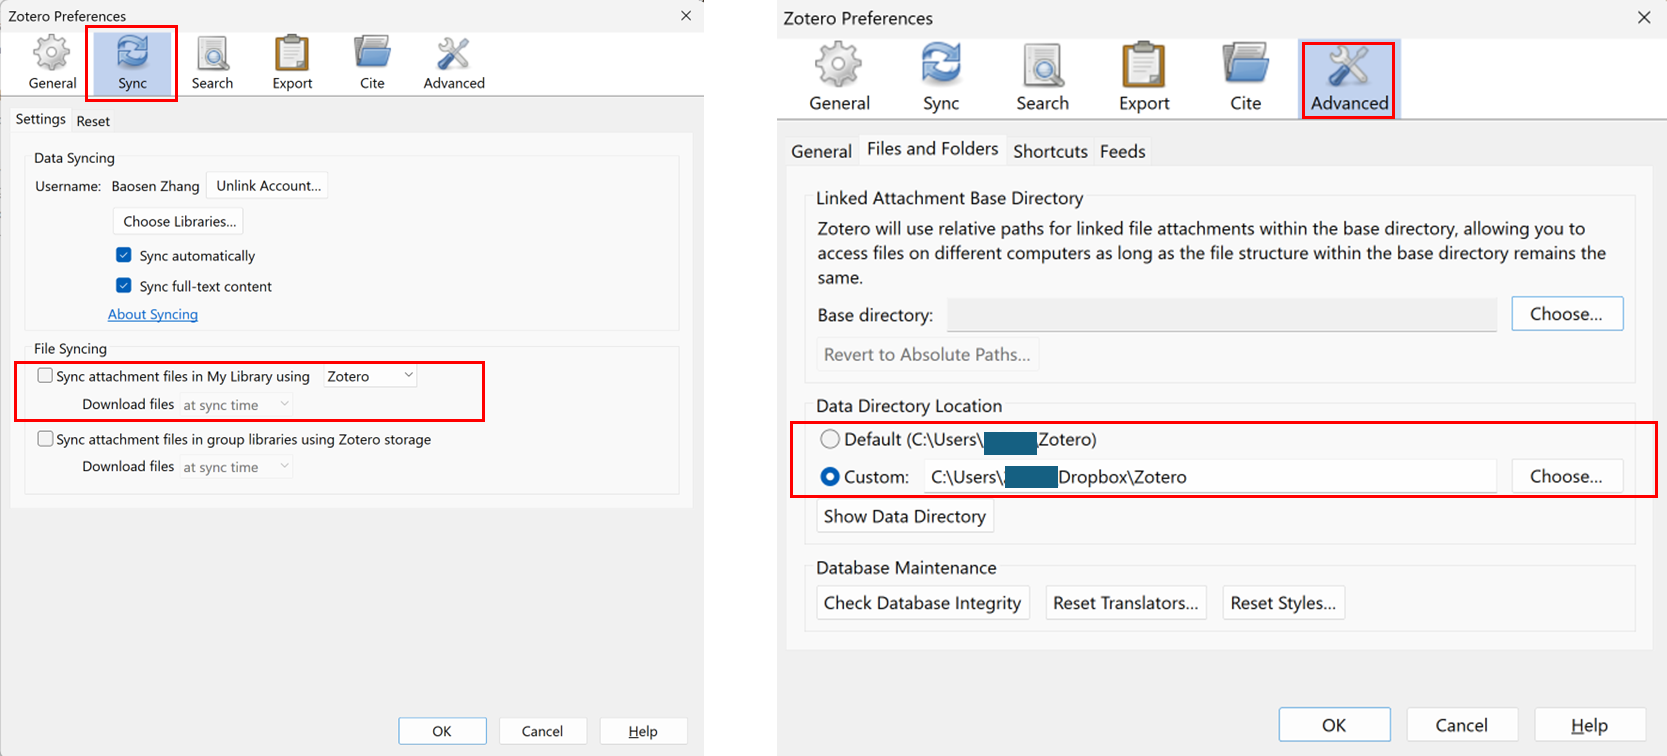 Zotero Preferences
General Sync Search Export Cite Advanced
Settings Reset
Data Syncing
Username: Baosen Zhang Unlink Account...
Choose Libraries...
Sync automatically
Sync full-text content
About Syncing
File Syncing
Sync attachment files in My Library using Zotero
Download files at sync time
Sync attachment files in group libraries using Zotero storage
Download files at sync time
OK Cancel Help
Zotero Preferences
General Sync Search Export Cite Advanced
General Files and Folders Shortcuts Feeds
Linked Attachment Base Directory
Zotero will use relative paths for linked file attachments within the base directory, allowing you to
access files on different computers as long as the file structure within the base directory remains the
same.
Base directory: Choose...
Revert to Absolute Paths...
Data Directory Location
Default (C:\Users\ Zotero)
Custom: C:\Users\ Dropbox\Zotero Choose...
Show Data Directory
Database Maintenance
Check Database Integrity Reset Translators... Reset Styles...
OK Cancel Help